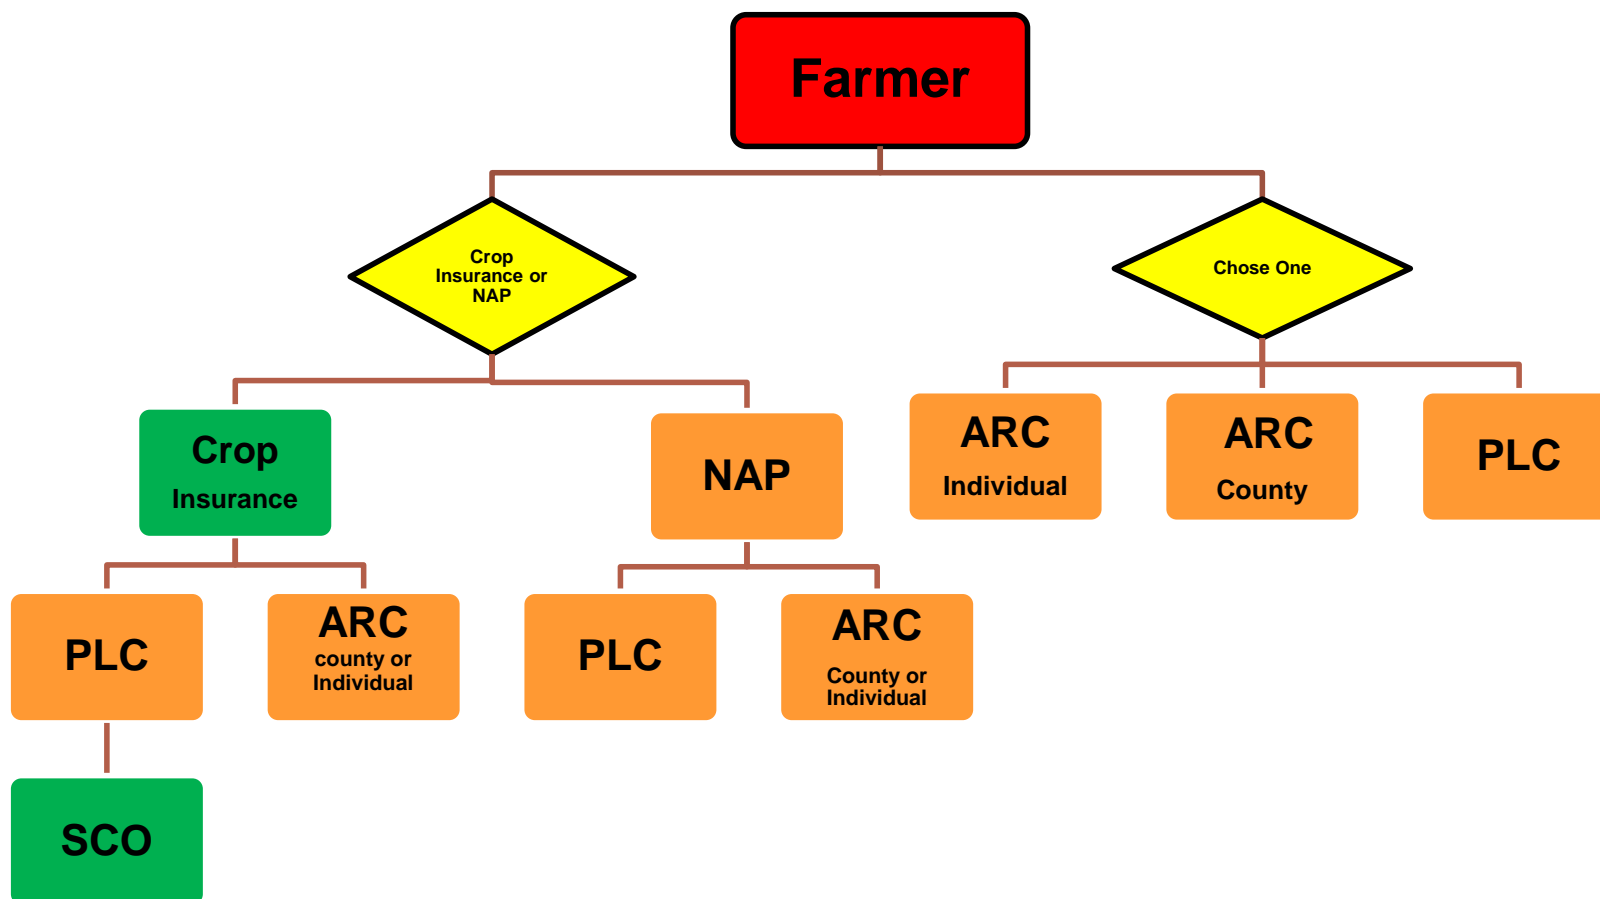 Farmer
Crop
Insurance or
NAP
Chose One
Crop
Insurance
NAP
ARC
Individual
ARC
County
PLC
PLC
ARC
county or
Individual
PLC
ARC
County or
Individual
SCO